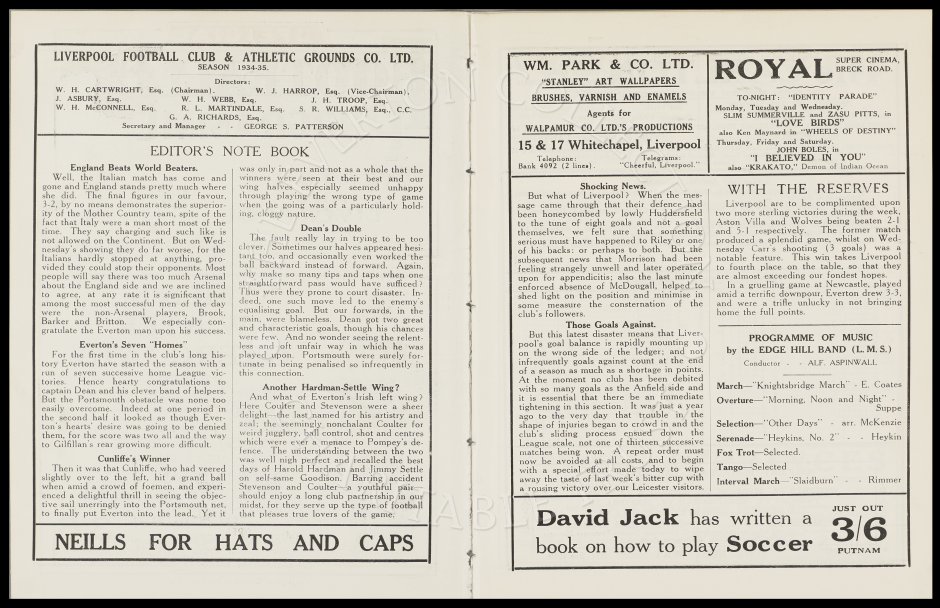 LIVERPOOL FOOTBALL CLUB & ATHLETIC GROUNDS CO. LTD.
SEASON 1934-35.
Directors:
W. H. CARTWRIGHT, Esq. (Chairman). W. J. HARROP, Esq. (Vice-Chairman),
J. ASBURY, Esq. W. H. WEBB, Esq. J. H. TROOP, Esq.
W. H. McCONNELL, Esq. R. L. MARTINDALE, Esq. S. R. WILLIAMS, Esq., C.C.
G. A. RICHARDS, Esq.
Secretary and Manager - - GEORGE S. PATTERSON
EDITOR'S NOTE BOOK
England Beats World Beaters.
Well, the Italian match has come and
gone and England stands pretty much where
she did. The final figures in our favour,
3-2, by no means demonstrates the superior-
ity of the Mother Country team, spite of the
fact that Italy were a man short most of the
time. They say charging and such like is
not allowed on the Continent. But on Wed-
nesday's showing they do far worse, for the
Italians hardly stopped at anything, pro-
vided they could stop their opponents. Most
people will say there was too much Arsenal
about the England side and we are inclined
to agree, at any rate it is significant that
among the most successful men of the day
were the non-Arsenal players, Brook,
Barker and Britton. We especially con-
gratulate the Everton man upon his success.
Everton's Seven "Homes"
For the first time in the club's long his-
tory Everton have started the season with a
run of seven successive home League vic-
tories. Hence hearty congratulations to
captain Dean and his clever band of helpers.
But the Portsmouth obstacle was none too
easily overcome. Indeed at one period in
the second half it looked as though Ever-
ton's hearts' desire was going to be denied
them, for the score was two all and the way
to Gilfillan's rear growing more difficult.
Cunliffe's Winner
Then it was that Cunliffe, who had veered
slightly over to the left, hit a grand ball
when amid a crowd of foemen, and experi-
enced a delightful thrill in seeing the objec-
tive sail unerringly into the Portsmouth net,
to finally put Everton into the lead. Yet it
was only in part and not as a whole that the
winners were seen at their best and our
wing halves especially seemed unhappy
through playing the wrong type of game
when the going was of a particularly hold-
ing, cloggy nature.
Dean's Double
The fault really lay in trying to be too
clever. Sometimes our halves appeared hesi-
tant too, and occasionally even worked the
ball backward instead of forward. Again,
why make so many tips and taps when one
straightforward pass would have sufficed?
Thus were they prone to court disaster. In-
deed, one such move led to the enemy's
equalising goal. But our forwards, in the
main, were blameless. Dean got two great
and characteristic goals, though his chances
were few. And no wonder seeing the relent-
less and oft unfair way in which he was
played upon. Portsmouth were surely for-
tunate in being penalised so infrequently in
this connection.
Another Hardman-Settle Wing?
And what of Everton's Irish left wing?
Here Coulter and Stevenson were a sheer
delight—the last named for his artistry and
zeal; the seemingly nonchalant Coulter for
weird jugglery, ball control, shot and centres
which were ever a menace to Pompey's de-
fence. The understanding between the two
was well nigh perfect and recalled the best
days of Harold Hardman and Jimmy Settle
on self-same Goodison. Barring accident
Stevenson and Coulter—a youthful pair—
should enjoy a long club partnership in our
midst, for they serve up the type of football
that pleases true lovers of the game.
NEILLS FOR HATS AND CAPS
WM. PARK & CO. LTD.
"STANLEY" ART WALLPAPERS
BRUSHES, VARNISH AND ENAMELS
Agents for
WALPAMUR CO. LTD.'S PRODUCTIONS
15 & 17 Whitechapel, Liverpool
Telephone: Telegrams:
Bank 4092 (2 lines). "Cheerful, Liverpool."
ROYAL SUPER CINEMA,
BRECK ROAD.
TO-NIGHT: "IDENTITY PARADE"
Monday, Tuesday and Wednesday.
SLIM SUMMERVILLE and ZASU PITTS, in
"LOVE BIRDS"
also Ken Maynard in "WHEELS OF DESTINY"
Thursday, Friday and Saturday.
JOHN BOLES, in
"I BELIEVED IN YOU"
also "KRAKATO," Demon of Indian Ocean
Shocking News.
But what of Liverpool? When the mes-
sage came through that their defence had
been honeycombed by lowly Huddersfield
to the tune of eight goals and not a goal
themselves, we felt sure that something
serious must have happened to Riley or one
of his backs: or perhaps to both. But the
subsequent news that Morrison had been
feeling strangely unwell and later operated
upon for appendicitis; also the last minute
enforced absence of McDougall, helped to
shed light on the position and minimise in
some measure the consternation of the
club's followers.
Those Goals Against.
But this latest disaster means that Liver-
pool's goal balance is rapidly mounting up
on the wrong side of the ledger; and not
infrequently goals against count at the end
of a season as much as a shortage in points.
At the moment no club has been debited
with so many goals as the Anfield side and
it is essential that there be an immediate
tightening in this section. It was just a year
ago to the very day that trouble in the
shape of injuries began to crowd in and the
club's sliding process ensued down the
League scale, not one of thirteen successive
matches being won. A repeat order must
now be avoided at all costs, and to begin
with a special effort made today to wipe
away the taste of last week's bitter cup with
a rousing victory over our Leicester visitors.
WITH THE RESERVES
Liverpool are to be complimented upon
two more sterling victories during the week,
Aston Villa and Wolves being beaten 2-1
and 5-1 respectively. The former match
produced a splendid game, whilst on Wed-
nesday Carr's shooting (3 goals) was a
notable feature. This win takes Liverpool
to fourth place on the table, so that they
are almost exceeding our fondest hopes.
In a gruelling game at Newcastle, played
amid a terrific downpour, Everton drew 3-3,
and were a trifle unlucky in not bringing
home the full points.
PROGRAMME OF MUSIC
by the EDGE HILL BAND (L.M.S.)
Conductor - - ALF. ASPINWALL
March—"Knightsbridge March" - E. Coates
Overture—"Morning, Noon and Night" -
Suppe
Selection—"Other Days" - arr. McKenzie
Serenade—"Heykins, No. 2" - - Heykin
Fox Trot—Selected.
Tango—Selected
Interval March—"Slaidburn" - - Rimmer
David Jack has written a
book on how to play Soccer
JUST OUT
3/6
PUTNAM